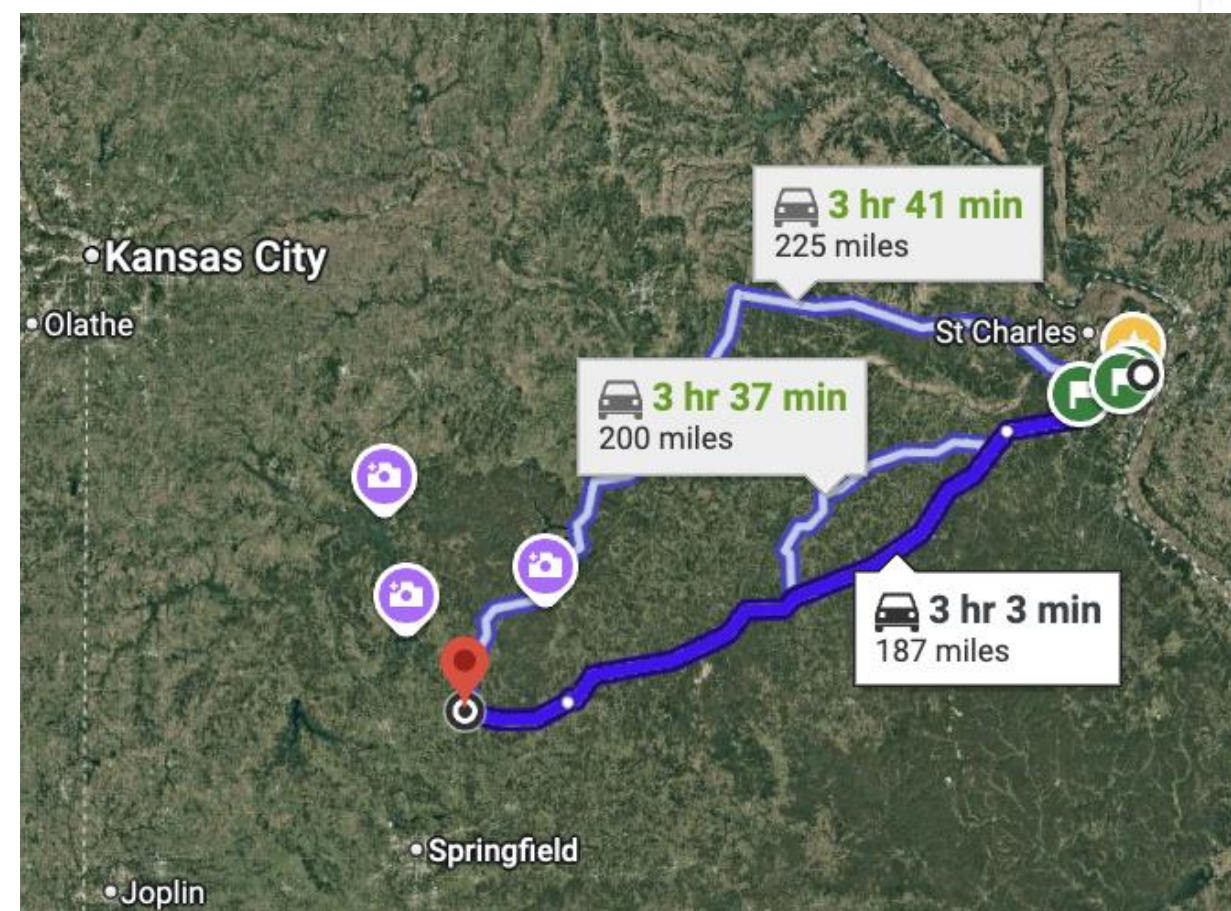 3 hr 41 min
225 miles
Kansas City
Olathe
St Charles
3 hr 37 min
200 miles
3 hr 3 min
187 miles
Springfield
Joplin